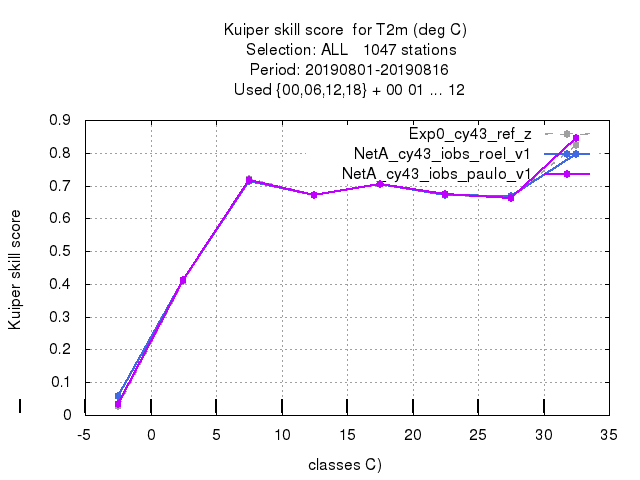 Kuiper skill score  for T2m (deg C)
Selection: ALL   1047 stations
Period: 20190801-20190816
Used {00,06,12,18} + 00 01 ... 12
Exp0_cy43_ref_z
NetA_cy43_iobs_roel_v1
NetA_cy43_iobs_paulo_v1
Kuiper skill score
0.9
0.8
0.7
0.6
0.5
0.4
0.3
0.2
0.1
0
-5 0 5 10 15 20 25 30 35
classes C)